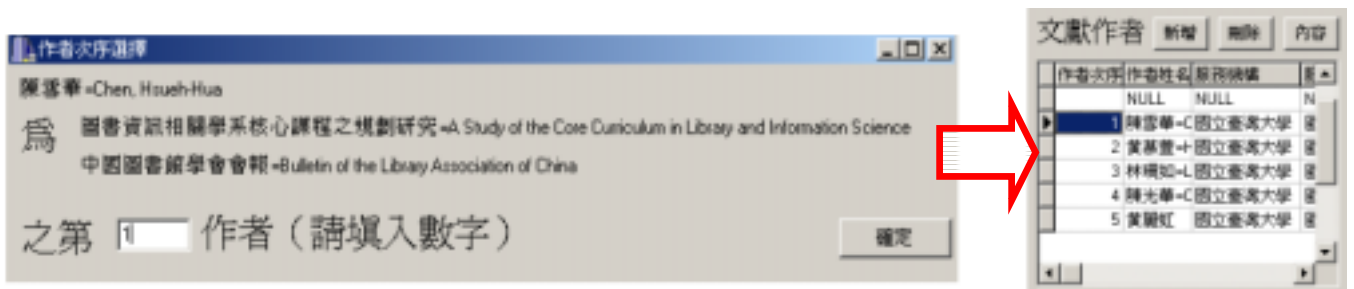 作者次序選擇
陳雪華=Chen, Hsueh-Hua
為
圖書資訊相關學系核心課程之規劃研究=A Study of the Core Curriculum in Library and Information Science
中國圖書館學會會報=Bulletin of the Library Association of China
之第 1 作者（請填入數字）
確定
文獻作者 新增 刪除 內容
作者次序 作者姓名 服務機構
NULL NULL N
1 陳雪華=C 國立臺灣大學
2 黃慕萱=H 國立臺灣大學
3 林珊如=L 國立臺灣大學
4 陳光華=C 國立臺灣大學
5 黃麗虹 國立臺灣大學